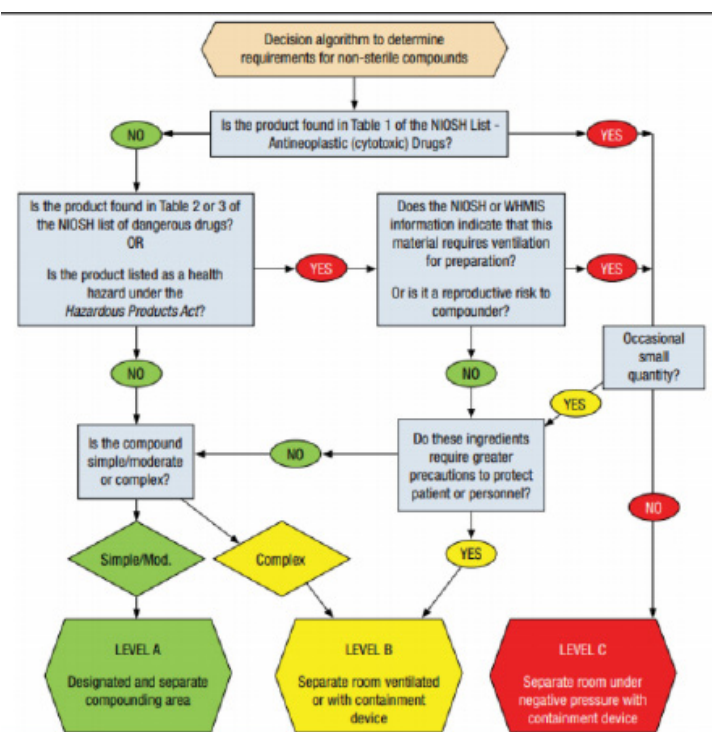 Decision algorithm to determine
requirements for non-sterile compounds
Is the product found in Table 1 of the NIOSH List -
Antineoplastic (cytotoxic) Drugs?
NO
YES
Is the product found in Table 2 or 3 of
the NIOSH list of dangerous drugs?
OR
Is the product listed as a health
hazard under the
Hazardous Products Act?
YES
Does the NIOSH or WHMIS
information indicate that this
material requires ventilation
for preparation?
Or is it a reproductive risk to
compounder?
YES
Occasional
small
quantity?
NO
NO
YES
Is the compound
simple/moderate
or complex?
NO
Do these ingredients
require greater
precautions to protect
patient or personnel?
NO
Simple/Mod.
Complex
YES
LEVEL A
Designated and separate
compounding area
LEVEL B
Separate room ventilated
or with containment
device
LEVEL C
Separate room under
negative pressure with
containment device